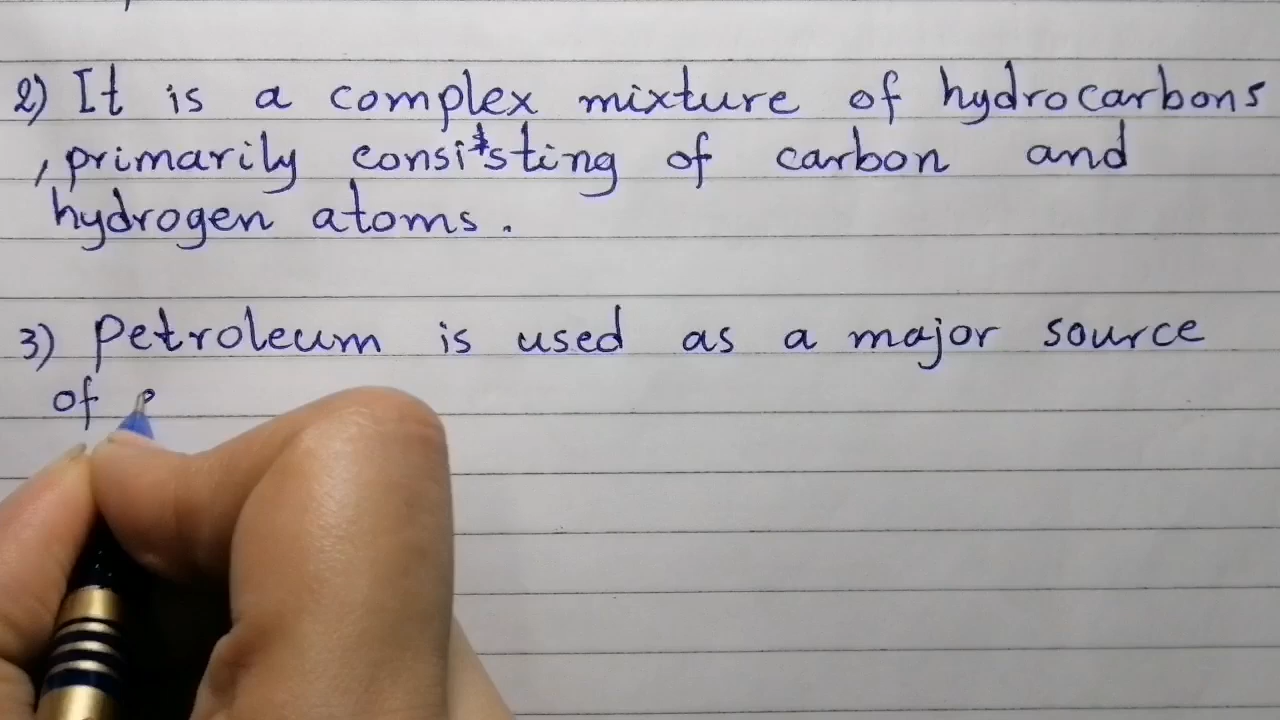 2) It is a complex mixture of hydrocarbons
, primarily consisting of carbon and
hydrogen atoms.
3) Petroleum is used as a major source
of